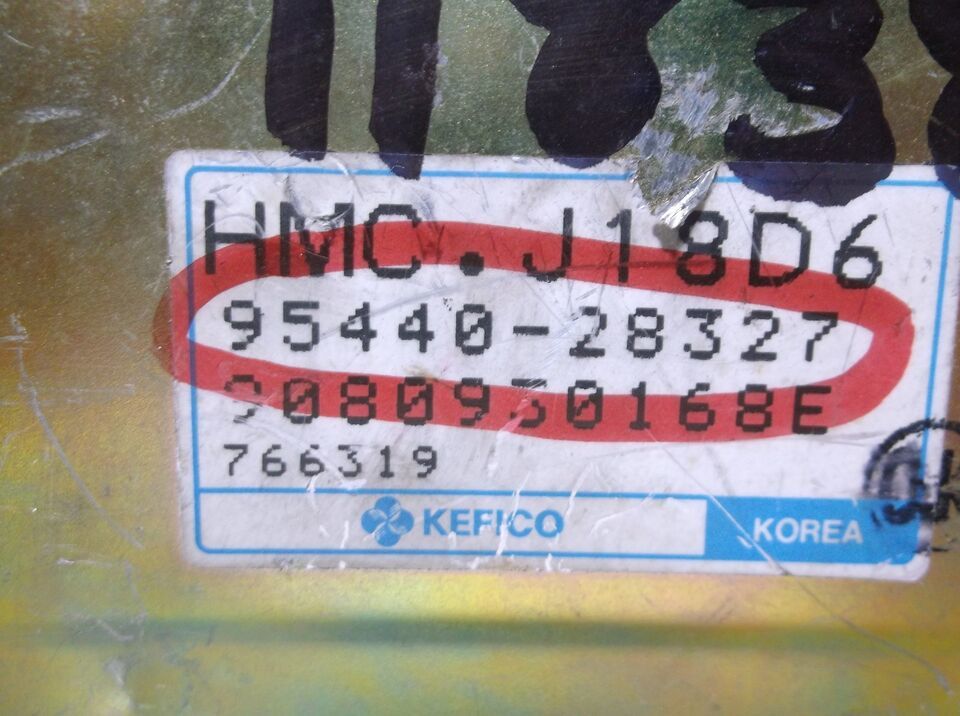 HMC.J18D6
95440-28327
9080930168E
766319
KEFICO
KOREA